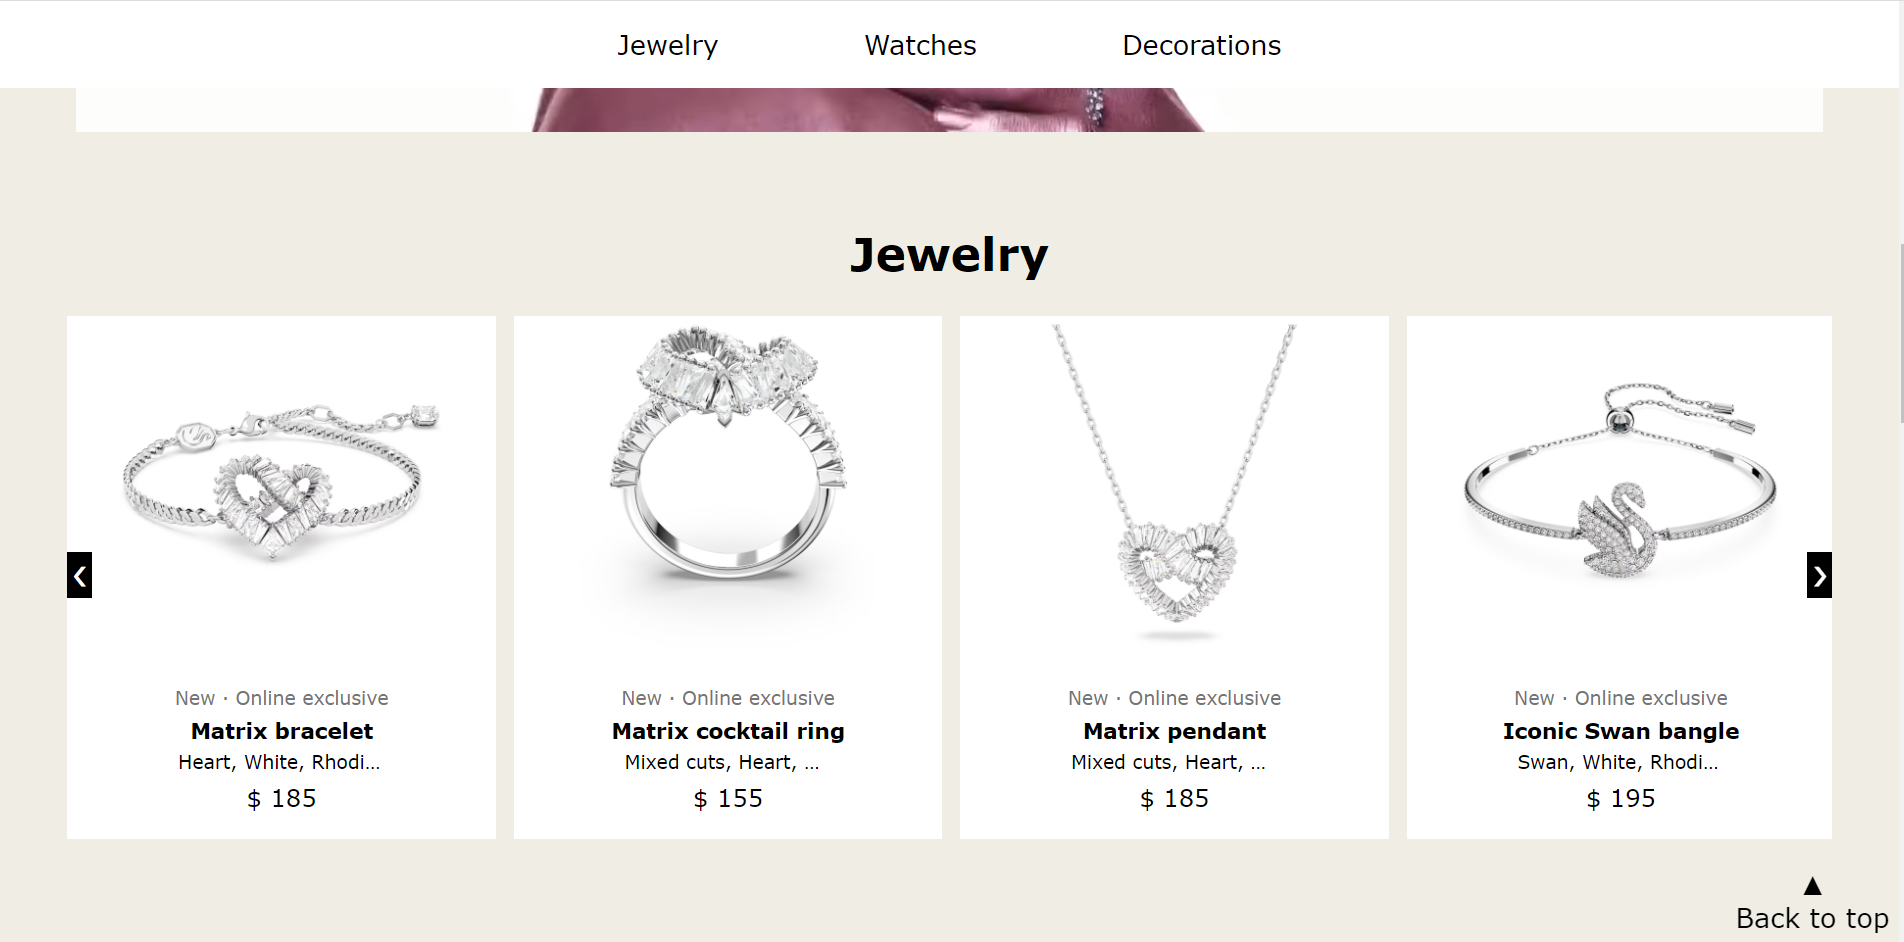 Jewelry Watches Decorations
Jewelry
❮ ❯
New · Online exclusive
Matrix bracelet
Heart, White, Rhodi...
$ 185
New · Online exclusive
Matrix cocktail ring
Mixed cuts, Heart, ...
$ 155
New · Online exclusive
Matrix pendant
Mixed cuts, Heart, ...
$ 185
New · Online exclusive
Iconic Swan bangle
Swan, White, Rhodi...
$ 195
▲
Back to top